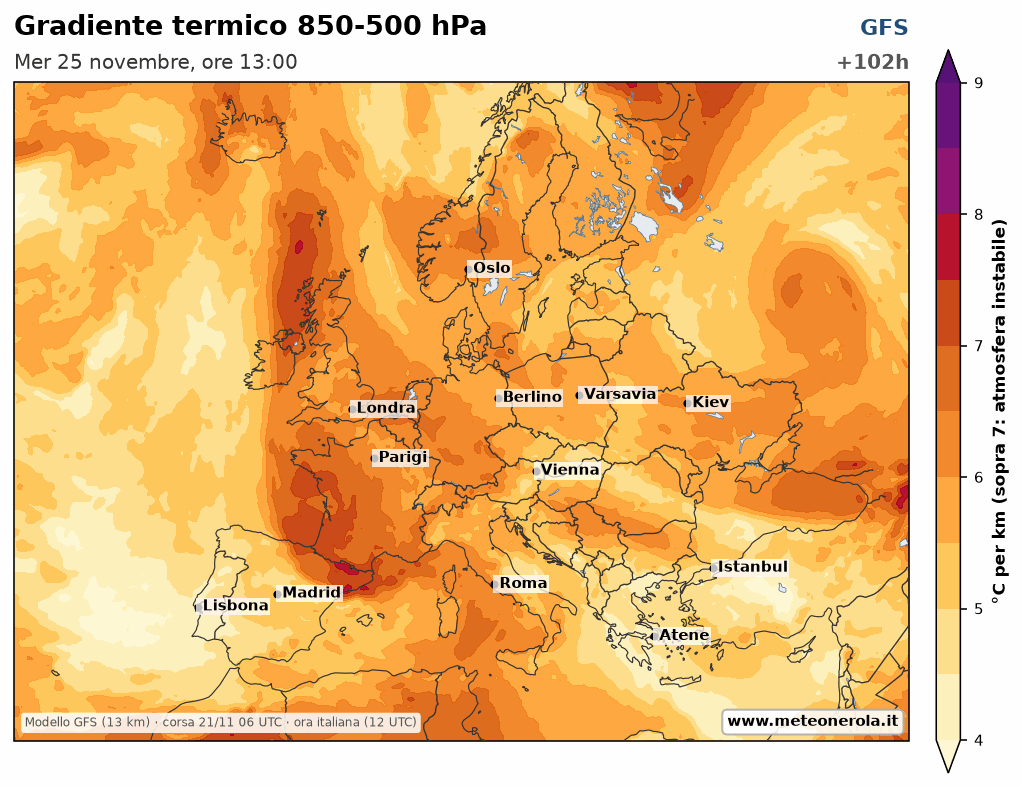 Gradiente termico 850-500 hPa
GFS
Mer 25 novembre, ore 13:00
+102h
9
8
7
6
5
4
°C per km (sopra 7: atmosfera instabile)
Oslo
Londra
Berlino
Varsavia
Kiev
Parigi
Vienna
Istanbul
Roma
Madrid
Lisbona
Atene
Modello GFS (13 km) · corsa 21/11 06 UTC · ora italiana (12 UTC)
www.meteonerola.it